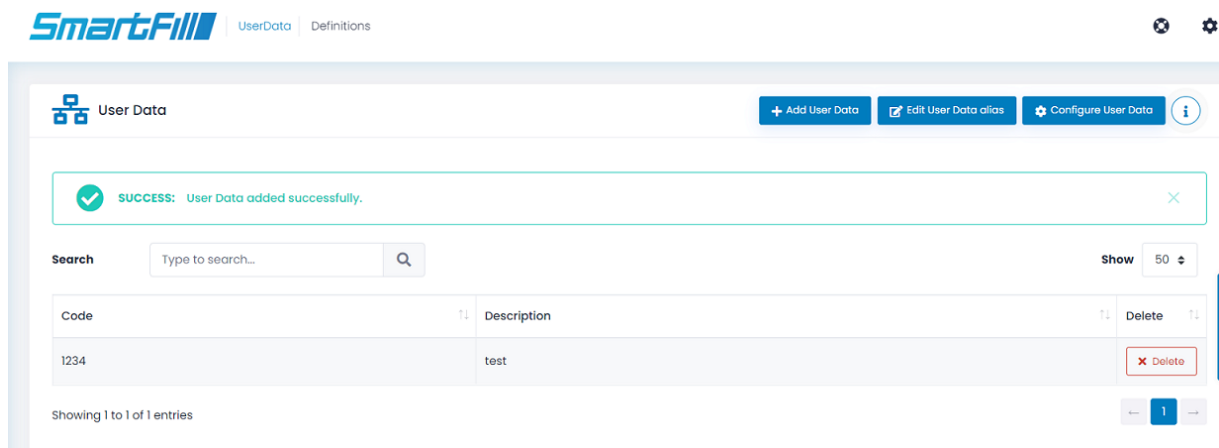 SmartFill UserData Definitions
User Data + Add User Data Edit User Data alias Configure User Data i
SUCCESS: User Data added successfully. ×
Search Type to search... Show 50
Code Description Delete
1234 test × Delete
Showing 1 to 1 of 1 entries ← 1 →